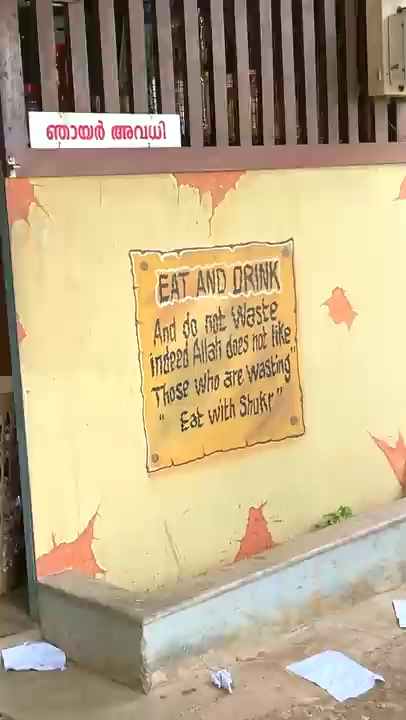 ഞായർ അവധി
EAT AND DRINK
And do not Waste
indeed Allah does not like
Those who are wasting"
" Eat with Shukr"